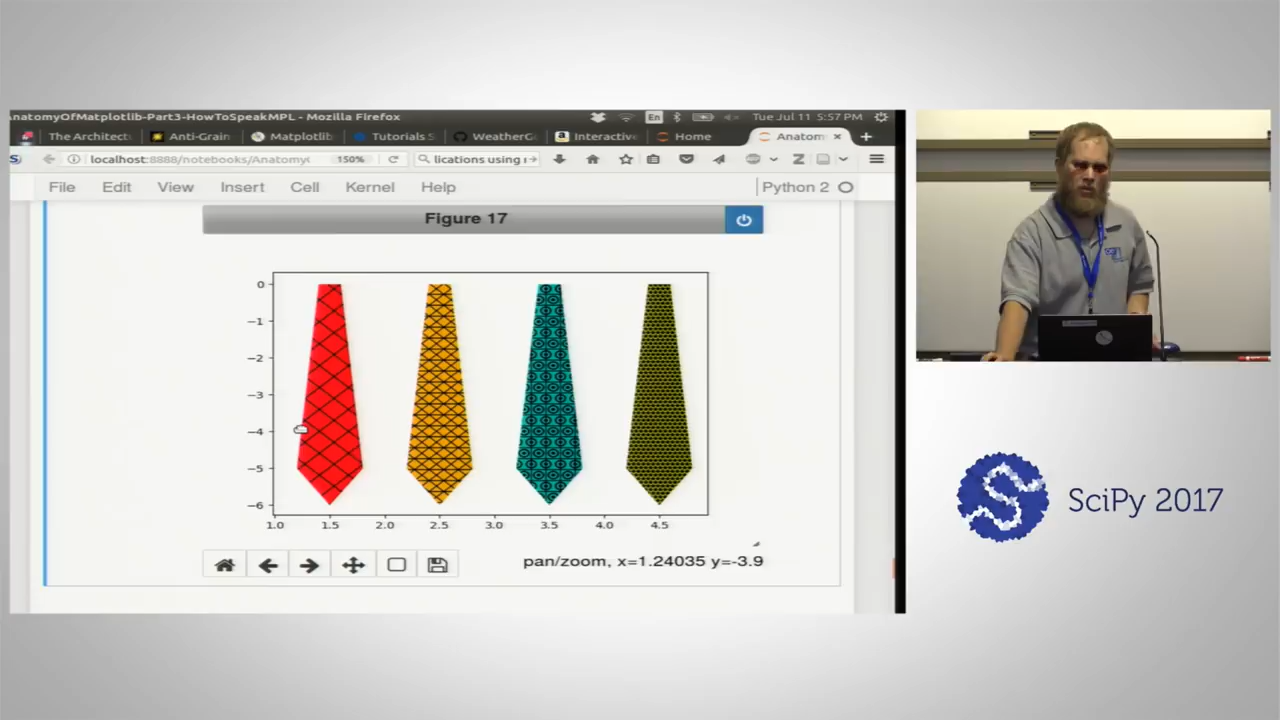 AnatomyOfMatplotlib-Part3-HowToSpeakMPL - Mozilla Firefox
En
Tue Jul 11 5:57 PM
The Architect
Anti-Grain
Matplotlib
Tutorials S
WeatherG
Interactive
Home
Anatom
localhost:8888/notebooks/Anatomy
150%
lications using
File Edit View Insert Cell Kernel Help
Python 2
Figure 17
0
−1
−2
−3
−4
−5
−6
1.0 1.5 2.0 2.5 3.0 3.5 4.0 4.5
pan/zoom, x=1.24035 y=-3.9
SciPy 2017